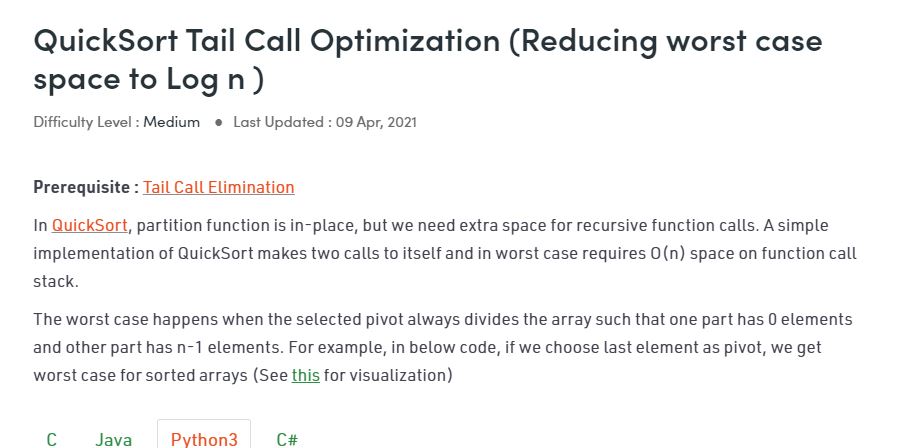 QuickSort Tail Call Optimization (Reducing worst case
space to Log n )
Difficulty Level : Medium ● Last Updated : 09 Apr, 2021
Prerequisite : Tail Call Elimination
In QuickSort, partition function is in-place, but we need extra space for recursive function calls. A simple
implementation of QuickSort makes two calls to itself and in worst case requires O(n) space on function call
stack.
The worst case happens when the selected pivot always divides the array such that one part has 0 elements
and other part has n-1 elements. For example, in below code, if we choose last element as pivot, we get
worst case for sorted arrays (See this for visualization)
C Java Python3 C#